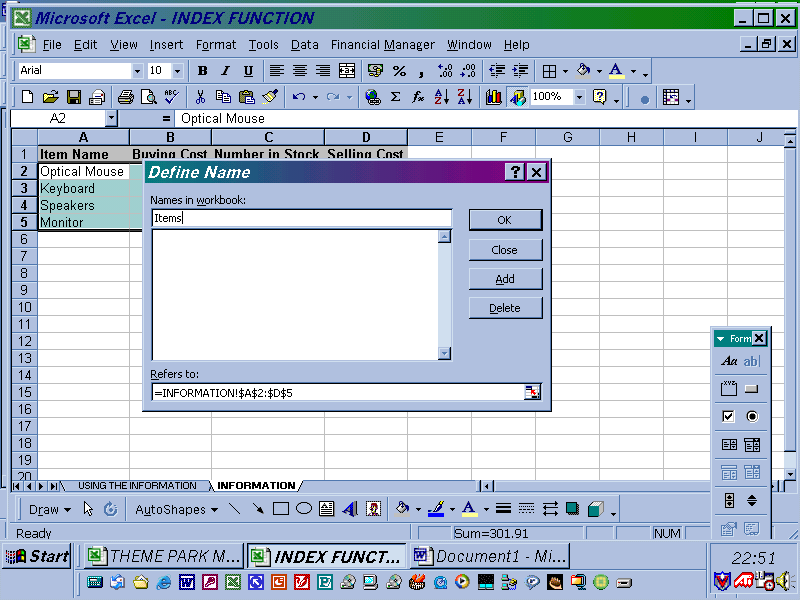 Microsoft Excel - INDEX FUNCTION
File Edit View Insert Format Tools Data Financial Manager Window Help
Arial 10 B I U % ,
ABC Σ fx 100% ?
A2 = Optical Mouse
A B C D E F G H I J
1 Item Name Buying Cost Number in Stock Selling Cost
2 Optical Mouse
3 Keyboard
4 Speakers
5 Monitor
6
7
8
9
10
11
12
13
14
15
16
17
18
19
20
Define Name
Names in workbook:
Items
OK
Close
Add
Delete
Refers to:
=INFORMATION!$A$2:$D$5
Form
Aa ab|
XYZ
USING THE INFORMATION INFORMATION
Draw AutoShapes A
Ready Sum=301.91 NUM
Start THEME PARK M... INDEX FUNCT... Document1 - Mi... 22:51